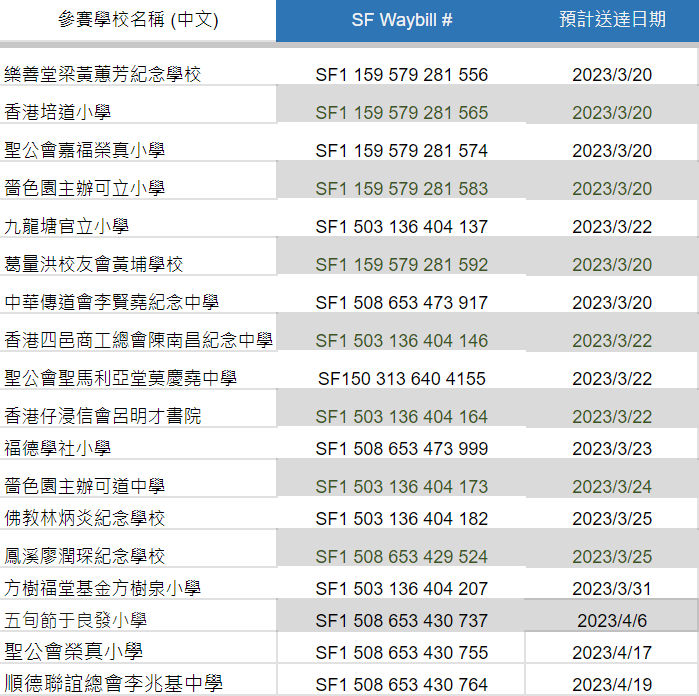 參賽學校名稱 (中文) SF Waybill # 預計送達日期
樂善堂梁黃蕙芳紀念學校 SF1 159 579 281 556 2023/3/20
香港培道小學 SF1 159 579 281 565 2023/3/20
聖公會嘉福榮真小學 SF1 159 579 281 574 2023/3/20
嗇色園主辦可立小學 SF1 159 579 281 583 2023/3/20
九龍塘官立小學 SF1 503 136 404 137 2023/3/22
葛量洪校友會黃埔學校 SF1 159 579 281 592 2023/3/20
中華傳道會李賢堯紀念中學 SF1 508 653 473 917 2023/3/20
香港四邑商工總會陳南昌紀念中學 SF1 503 136 404 146 2023/3/22
聖公會聖馬利亞堂莫慶堯中學 SF150 313 640 4155 2023/3/22
香港仔浸信會呂明才書院 SF1 503 136 404 164 2023/3/22
福德學社小學 SF1 508 653 473 999 2023/3/23
嗇色園主辦可道中學 SF1 503 136 404 173 2023/3/24
佛教林炳炎紀念學校 SF1 503 136 404 182 2023/3/25
鳳溪廖潤琛紀念學校 SF1 508 653 429 524 2023/3/25
方樹福堂基金方樹泉小學 SF1 503 136 404 207 2023/3/31
五旬節于良發小學 SF1 508 653 430 737 2023/4/6
聖公會榮真小學 SF1 508 653 430 755 2023/4/17
順德聯誼總會李兆基中學 SF1 508 653 430 764 2023/4/19